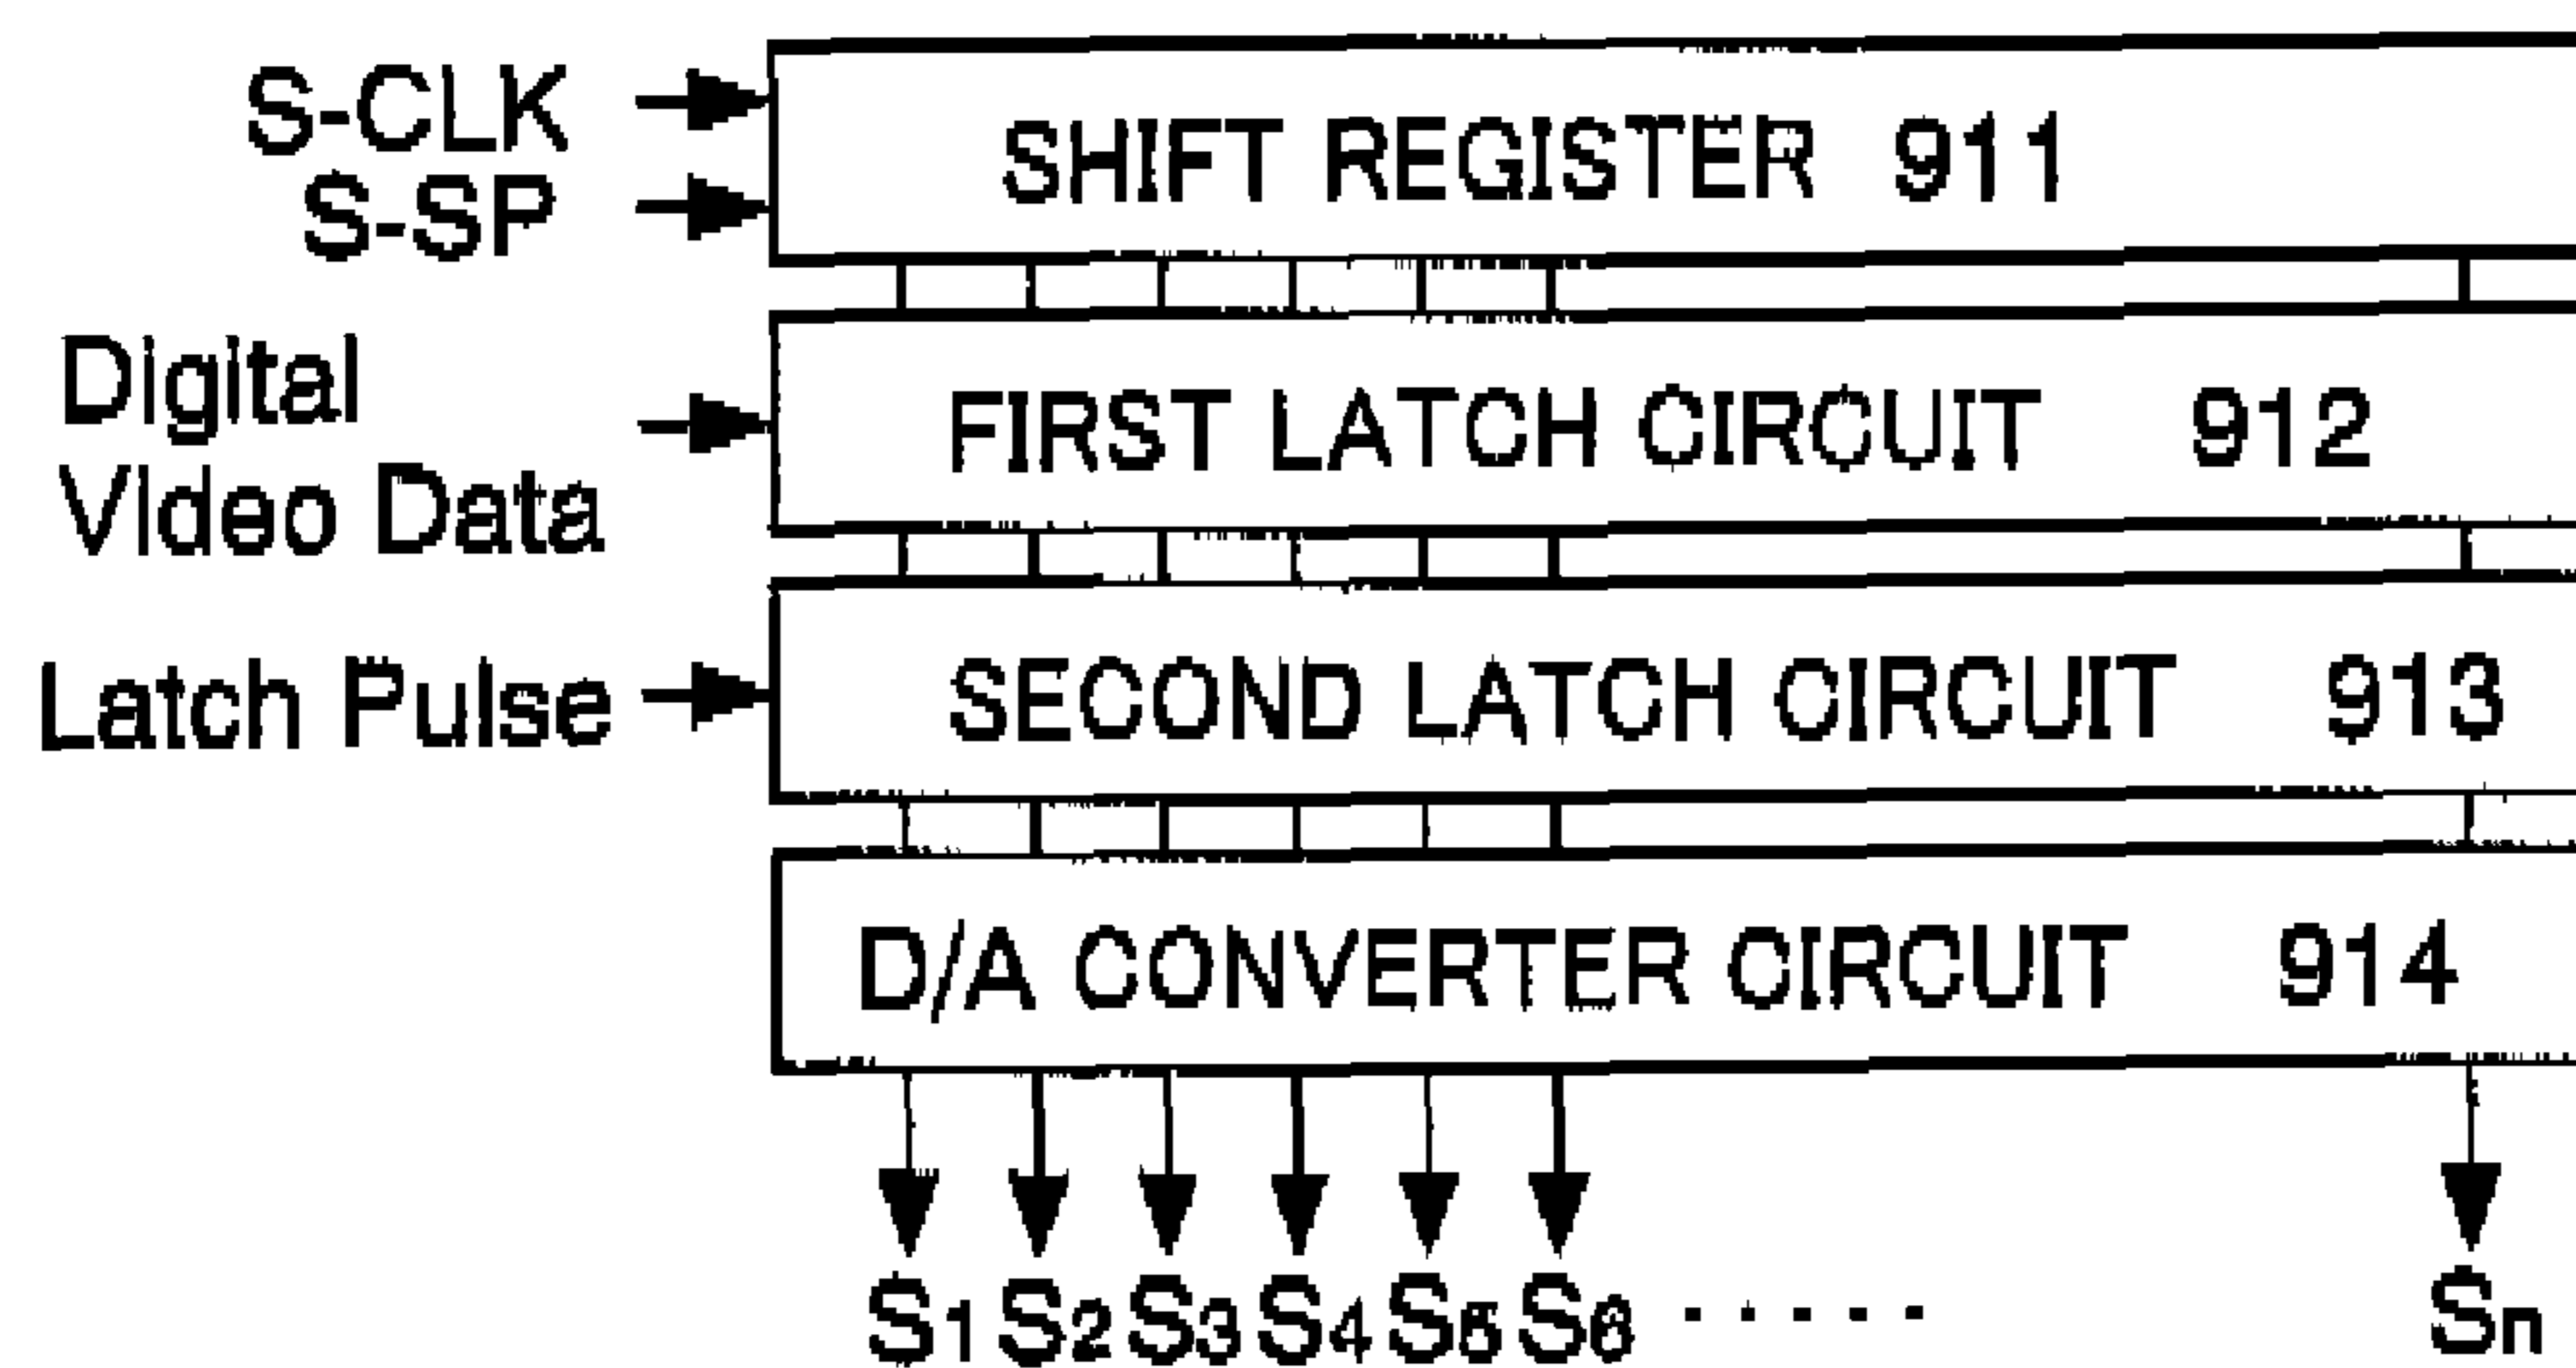 S-CLK
S-SP
SHIFT REGISTER 911
Digital
Video Data
FIRST LATCH CIRCUIT 912
Latch Pulse
SECOND LATCH CIRCUIT 913
D/A CONVERTER CIRCUIT 914
S1 S2 S3 S4 S5 S6 ····· Sn